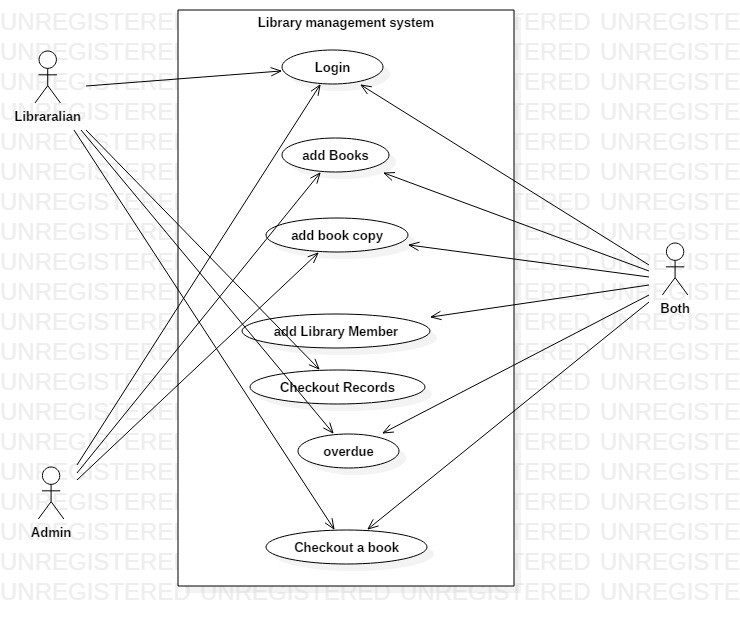 Library management system
Login
Libraralian
add Books
add book copy
Both
add Library Member
Checkout Records
overdue
Admin
Checkout a book
UNREGISTERED UNREGISTERED UNREGISTERED UNREGISTE